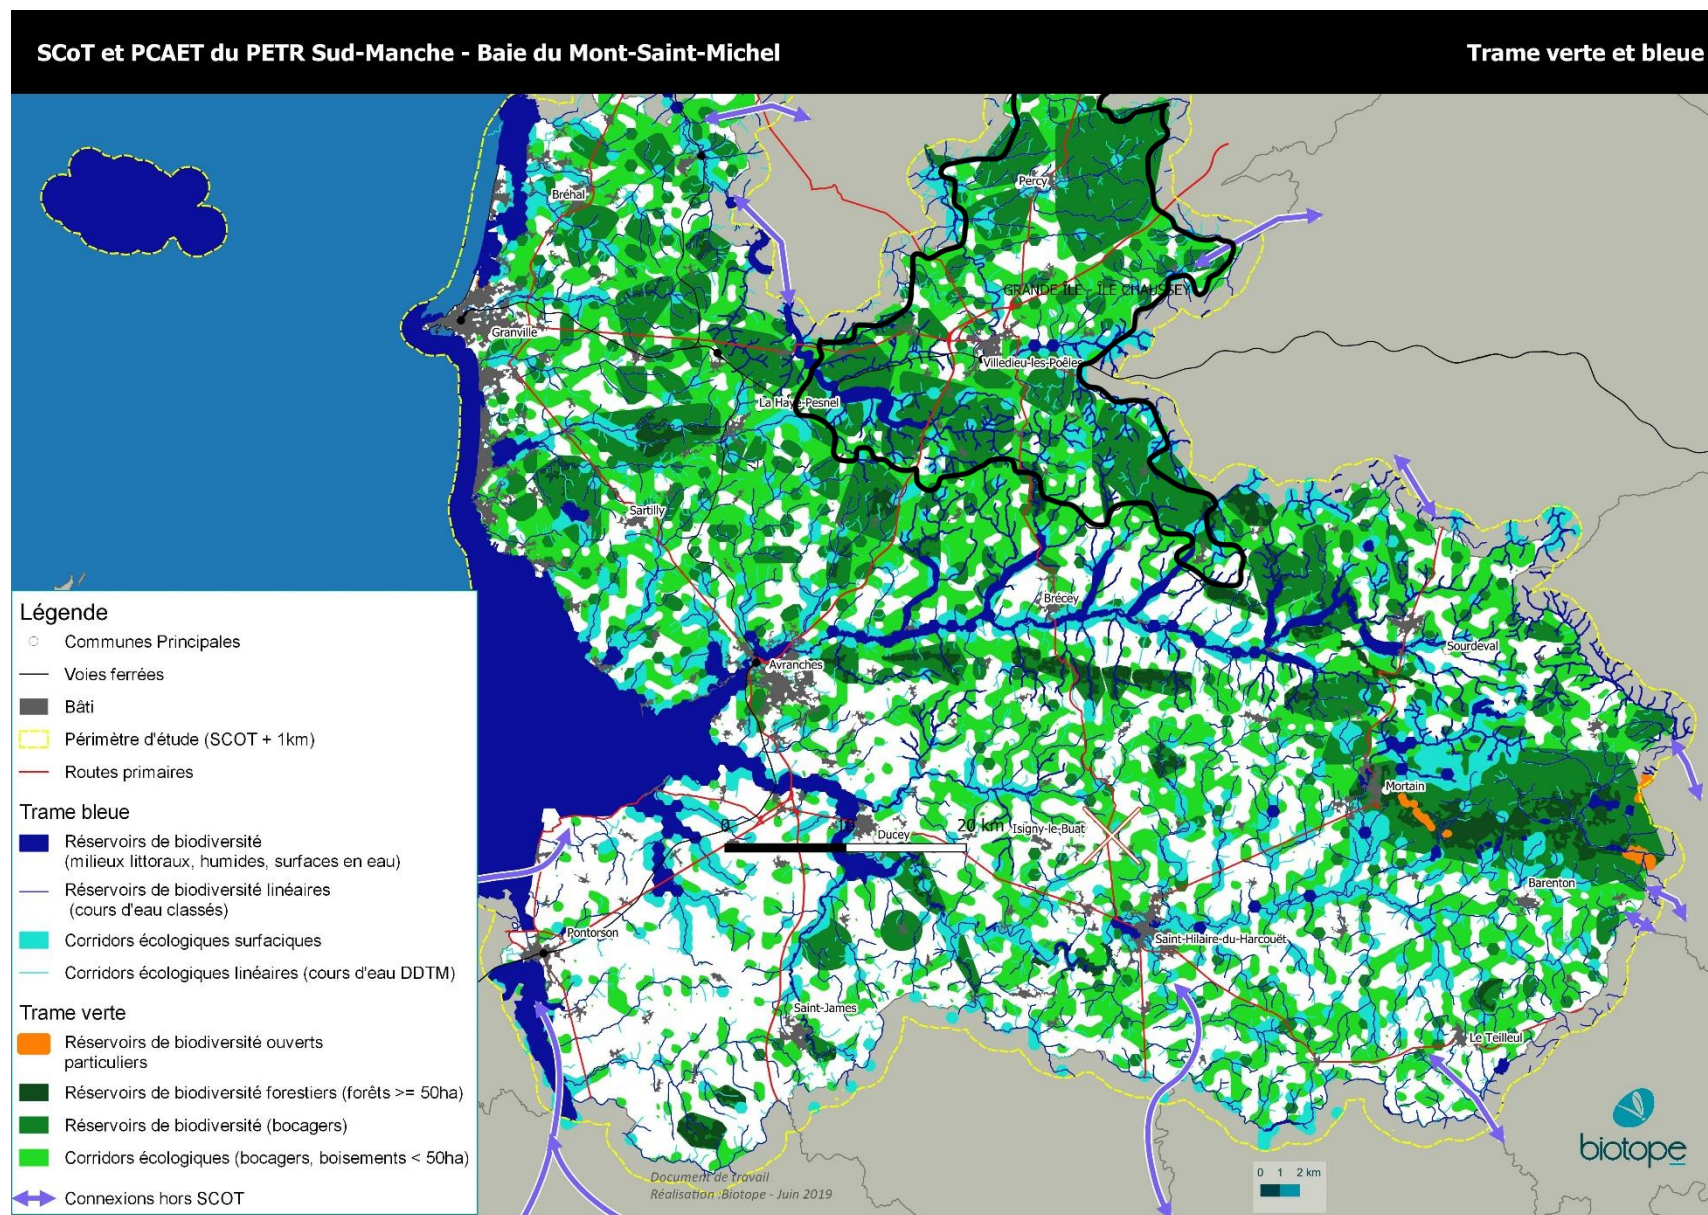 SCoT et PCAET du PETR Sud-Manche - Baie du Mont-Saint-Michel
Trame verte et bleue
Percy
Bréhal
GRANDE ÎLE - ÎLE CHAUSEY
Granville
Villedieu-les-Poêles
La Haye-Pesnel
Sartilly
Brécey
Avranches
Sourdeval
Mortain
0 10 20 km
Ducey
Isigny-le-Buat
Barenton
Pontorson
Saint-Hilaire-du-Harcouët
Saint-James
Le Teilleul
Légende
Communes Principales
Voies ferrées
Bâti
Périmètre d'étude (SCOT + 1km)
Routes primaires
Trame bleue
Réservoirs de biodiversité
(milieux littoraux, humides, surfaces en eau)
Réservoirs de biodiversité linéaires
(cours d'eau classés)
Corridors écologiques surfaciques
Corridors écologiques linéaires (cours d'eau DDTM)
Trame verte
Réservoirs de biodiversité ouverts
particuliers
Réservoirs de biodiversité forestiers (forêts >= 50ha)
Réservoirs de biodiversité (bocagers)
Corridors écologiques (bocagers, boisements < 50ha)
Connexions hors SCOT
Document de travail
Réalisation :Biotope - Juin 2019
0 1 2 km
biotope